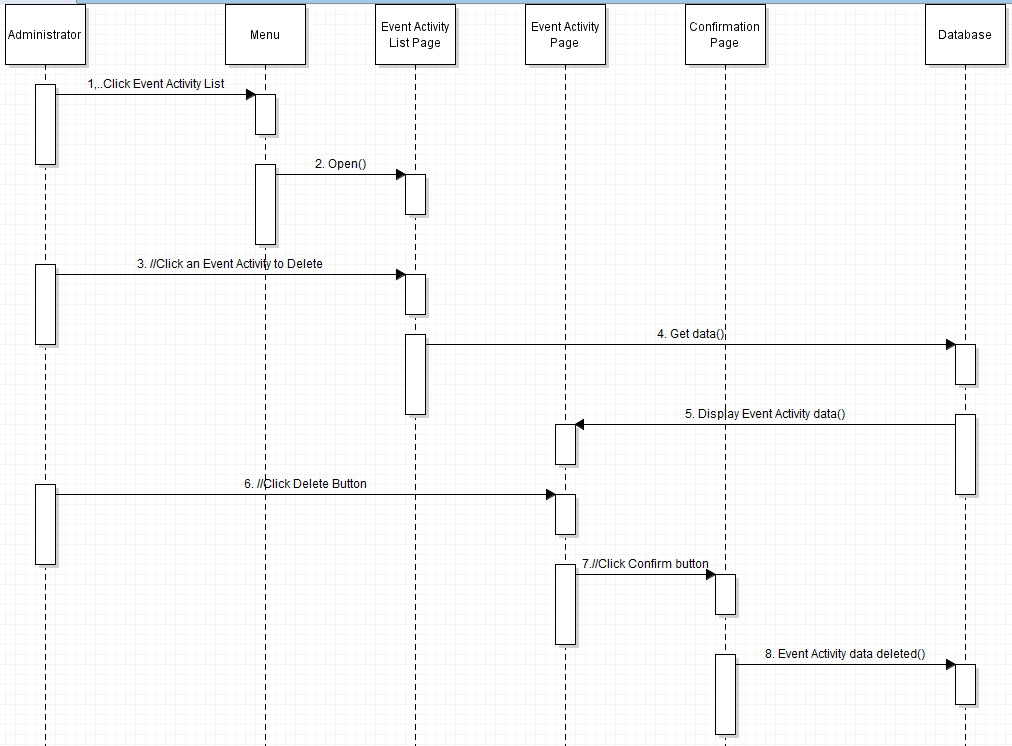 Administrator
Menu
Event Activity
List Page
Event Activity
Page
Confirmation
Page
Database
1,..Click Event Activity List
2. Open()
3. //Click an Event Activity to Delete
4. Get data()
5. Display Event Activity data()
6. //Click Delete Button
7.//Click Confirm button
8. Event Activity data deleted()